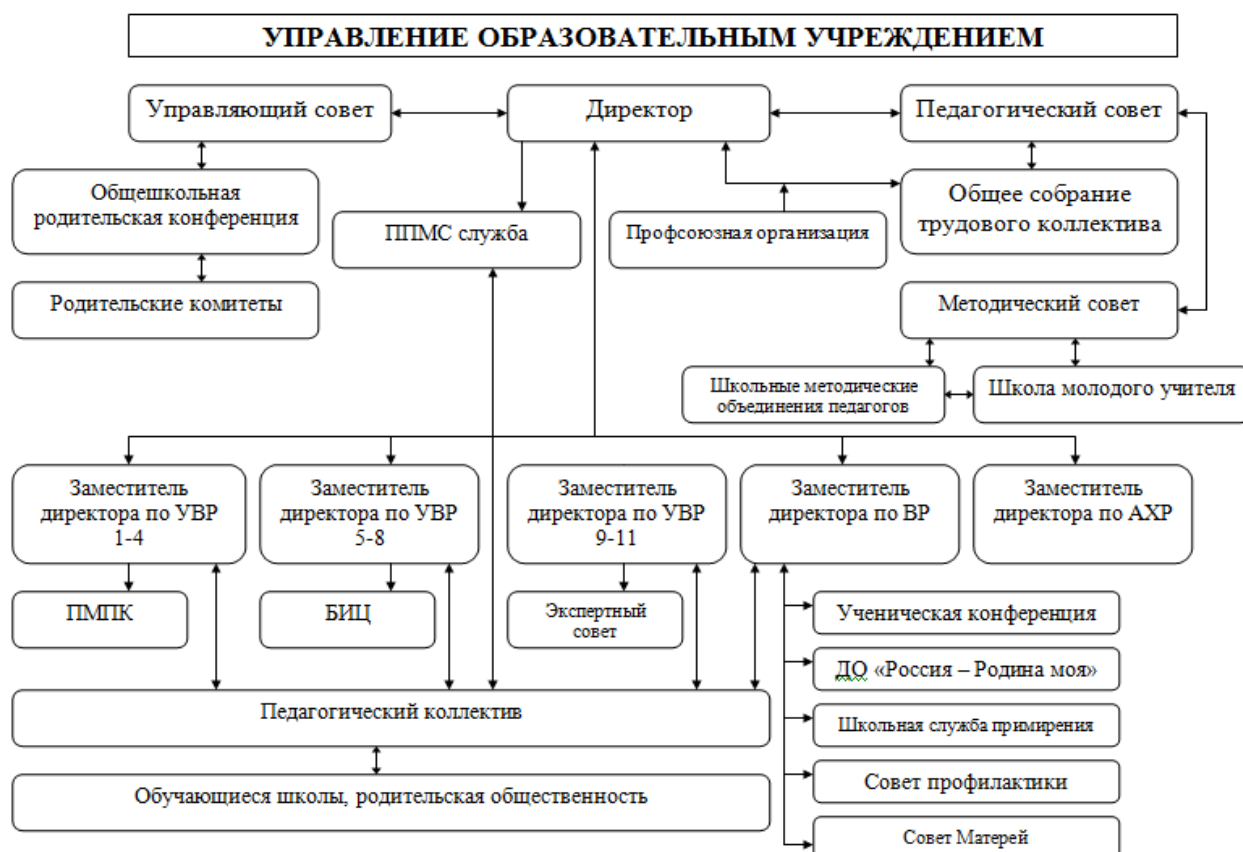 УПРАВЛЕНИЕ ОБРАЗОВАТЕЛЬНЫМ УЧРЕЖДЕНИЕМ
Управляющий совет
Директор
Педагогический совет
Общешкольная
родительская конференция
ППМС служба
Профсоюзная организация
Общее собрание
трудового коллектива
Родительские комитеты
Методический совет
Школьные методические
объединения педагогов
Школа молодого учителя
Заместитель
директора по УВР
1-4
Заместитель
директора по УВР
5-8
Заместитель
директора по УВР
9-11
Заместитель
директора по ВР
Заместитель
директора по АХР
ПМПК
БИЦ
Экспертный
совет
Ученическая конференция
ДО «Россия – Родина моя»
Школьная служба примирения
Совет профилактики
Совет Матерей
Педагогический коллектив
Обучающиеся школы, родительская общественность